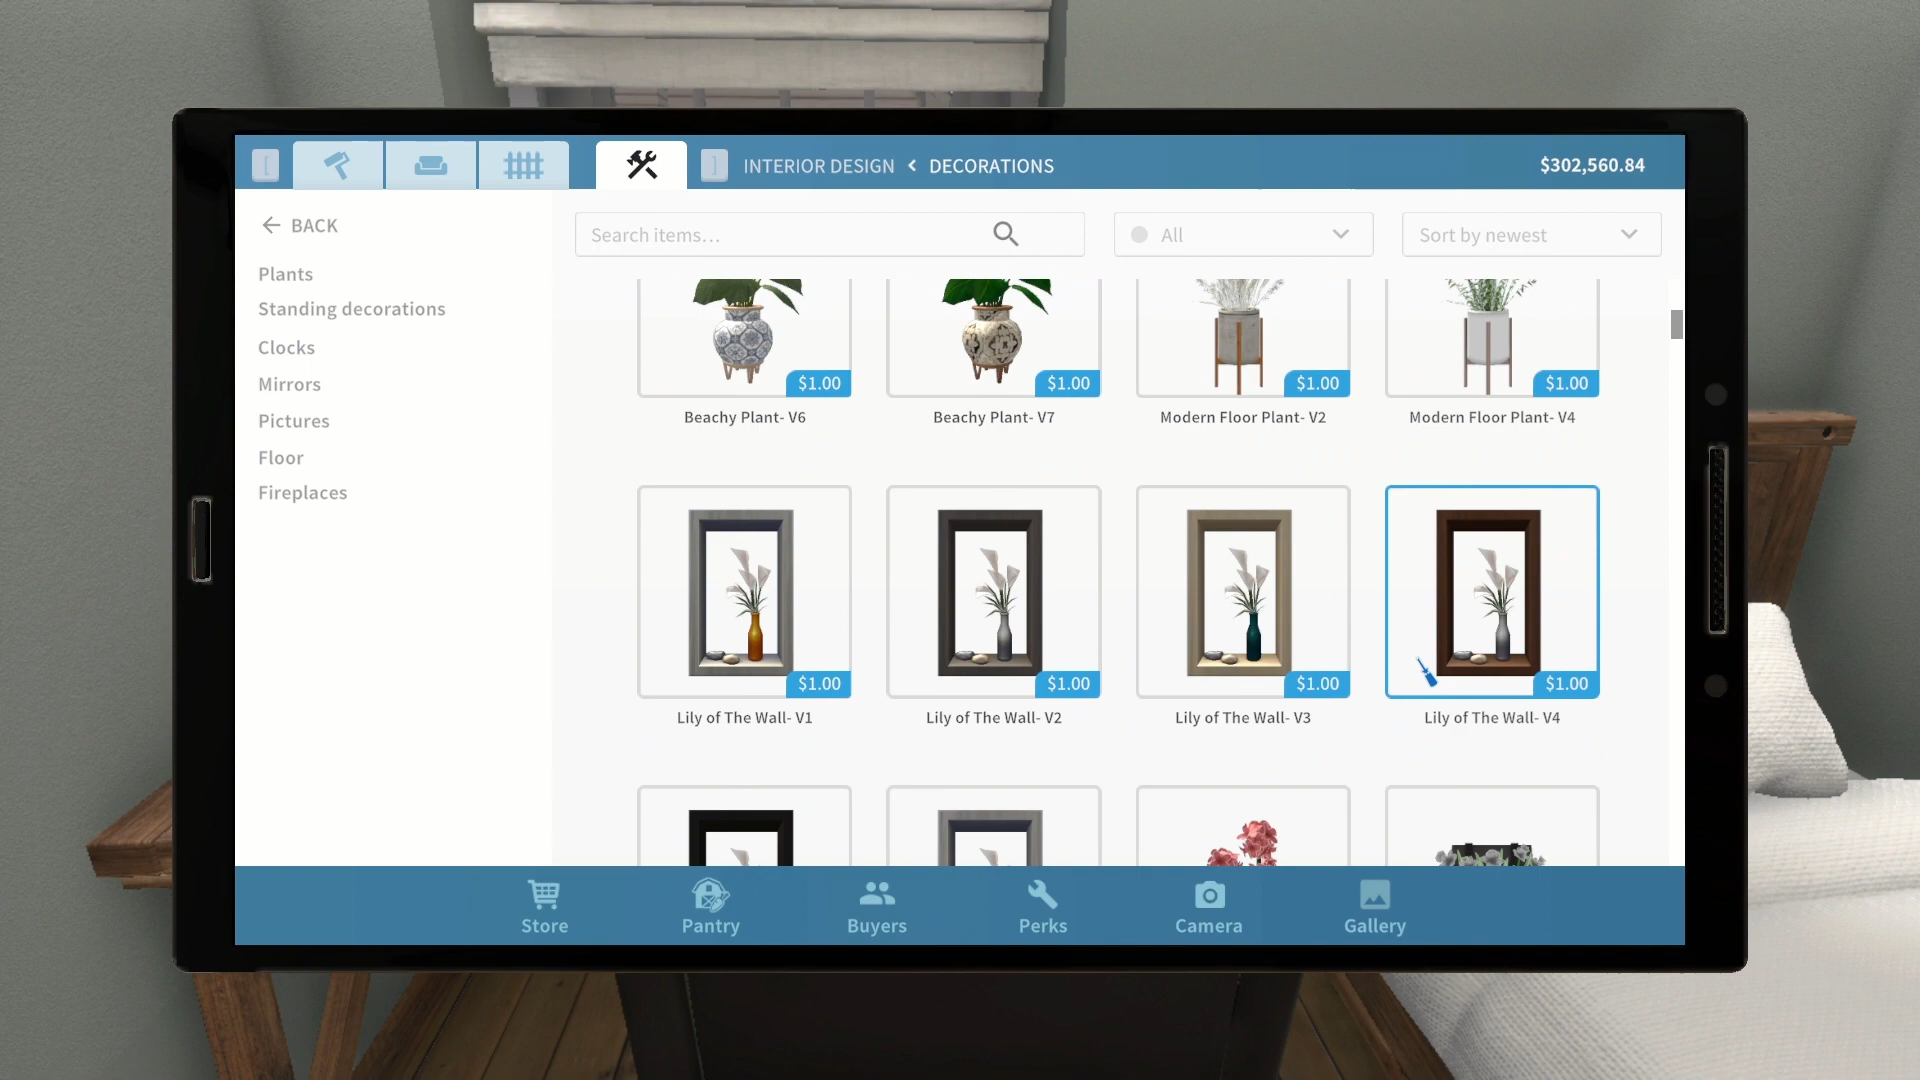 [
]
INTERIOR DESIGN < DECORATIONS
$302,560.84
BACK
Plants
Standing decorations
Clocks
Mirrors
Pictures
Floor
Fireplaces
Search items...
All
Sort by newest
$1.00
$1.00
$1.00
$1.00
Beachy Plant- V6
Beachy Plant- V7
Modern Floor Plant- V2
Modern Floor Plant- V4
$1.00
$1.00
$1.00
$1.00
Lily of The Wall- V1
Lily of The Wall- V2
Lily of The Wall- V3
Lily of The Wall- V4
Store
Pantry
Buyers
Perks
Camera
Gallery